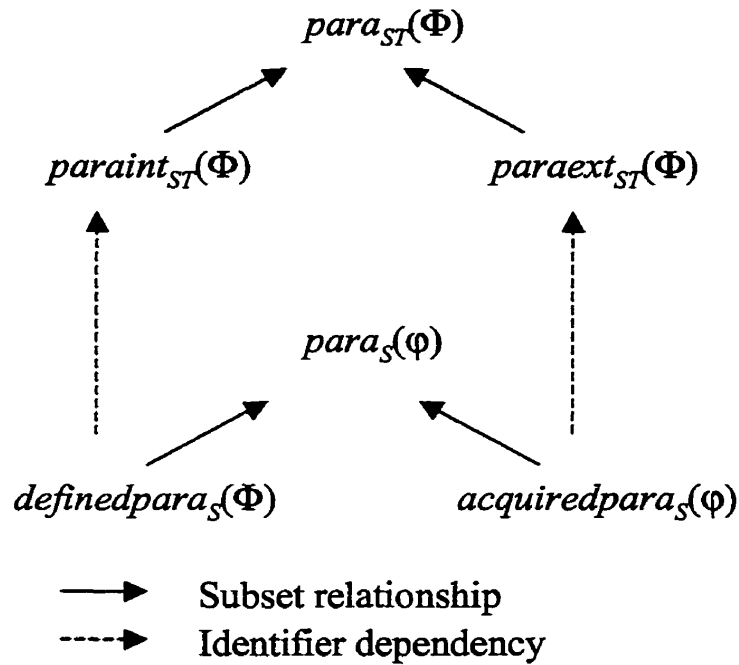 para_ST(Φ)
paraint_ST(Φ) paraext_ST(Φ)
para_S(φ)
definedpara_S(Φ) acquiredpara_S(φ)
Subset relationship
Identifier dependency